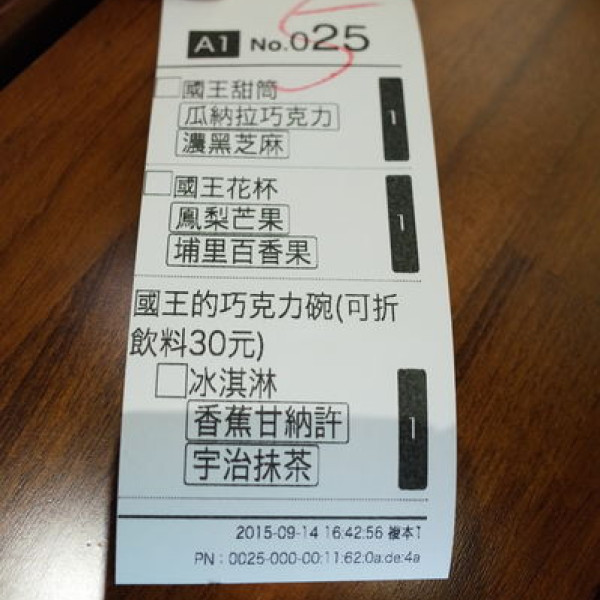 A1 No.025
5
國王甜筒
瓜納拉巧克力
1
濃黑芝麻
國王花杯
鳳梨芒果
1
埔里百香果
國王的巧克力碗(可折
飲料30元)
冰淇淋
香蕉甘納許
1
宇治抹茶
2015-09-14 16:42:56 複本1
PN : 0025-000-00:11:62:0a:de:4a